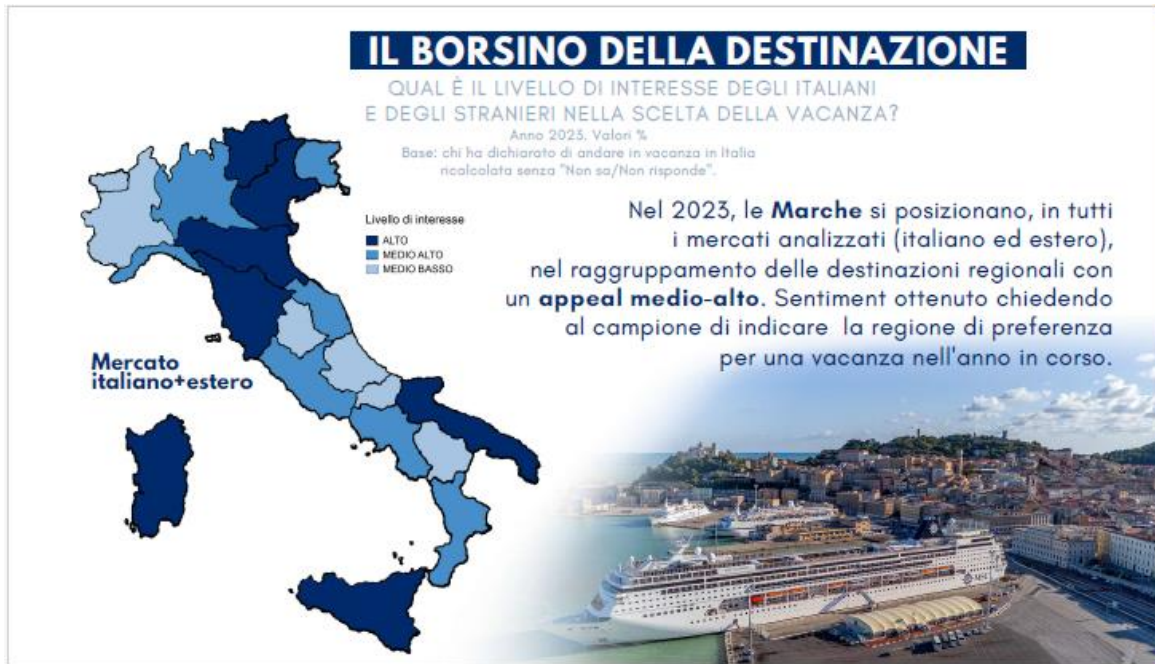 IL BORSINO DELLA DESTINAZIONE
QUAL È IL LIVELLO DI INTERESSE DEGLI ITALIANI
E DEGLI STRANIERI NELLA SCELTA DELLA VACANZA?
Anno 2023. Valori %
Base: chi ha dichiarato di andare in vacanza in Italia
ricalcolata senza "Non sa/Non risponde".
Livello di interesse
ALTO
MEDIO ALTO
MEDIO BASSO
Nel 2023, le Marche si posizionano, in tutti
i mercati analizzati (italiano ed estero),
nel raggruppamento delle destinazioni regionali con
un appeal medio-alto. Sentiment ottenuto chiedendo
al campione di indicare la regione di preferenza
per una vacanza nell'anno in corso.
Mercato
italiano+estero